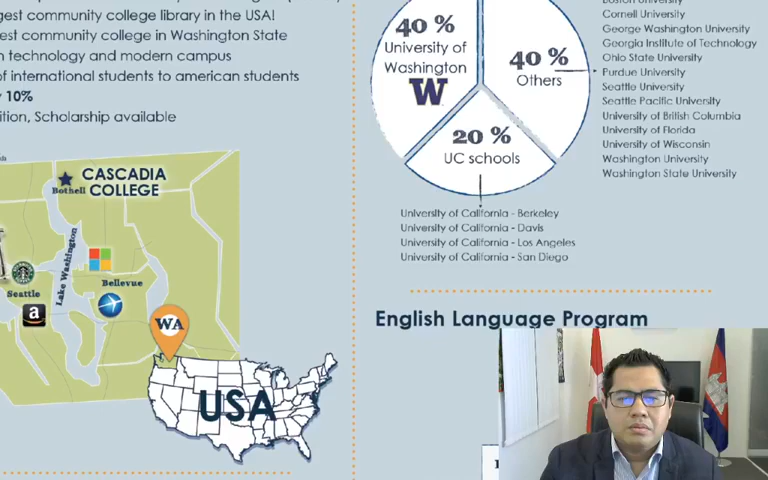 gest community college library in the USA!
est community college in Washington State
technology and modern campus
of international students to american students
10%
ition, Scholarship available
CASCADIA
COLLEGE
Bothell
Lake Washington
Bellevue
Seattle
a
WA
USA
40 %
University of
Washington
W
40 %
Others
20 %
UC schools
University of California - Berkeley
University of California - Davis
University of California - Los Angeles
University of California - San Diego
Cornell University
George Washington University
Georgia Institute of Technology
Ohio State University
Purdue University
Seattle University
Seattle Pacific University
University of British Columbia
University of Florida
University of Wisconsin
Washington University
Washington State University
English Language Program